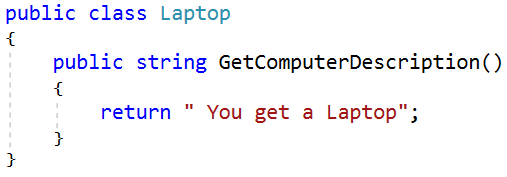 public class Laptop
{
public string GetComputerDescription()
{
return " You get a Laptop";
}
}